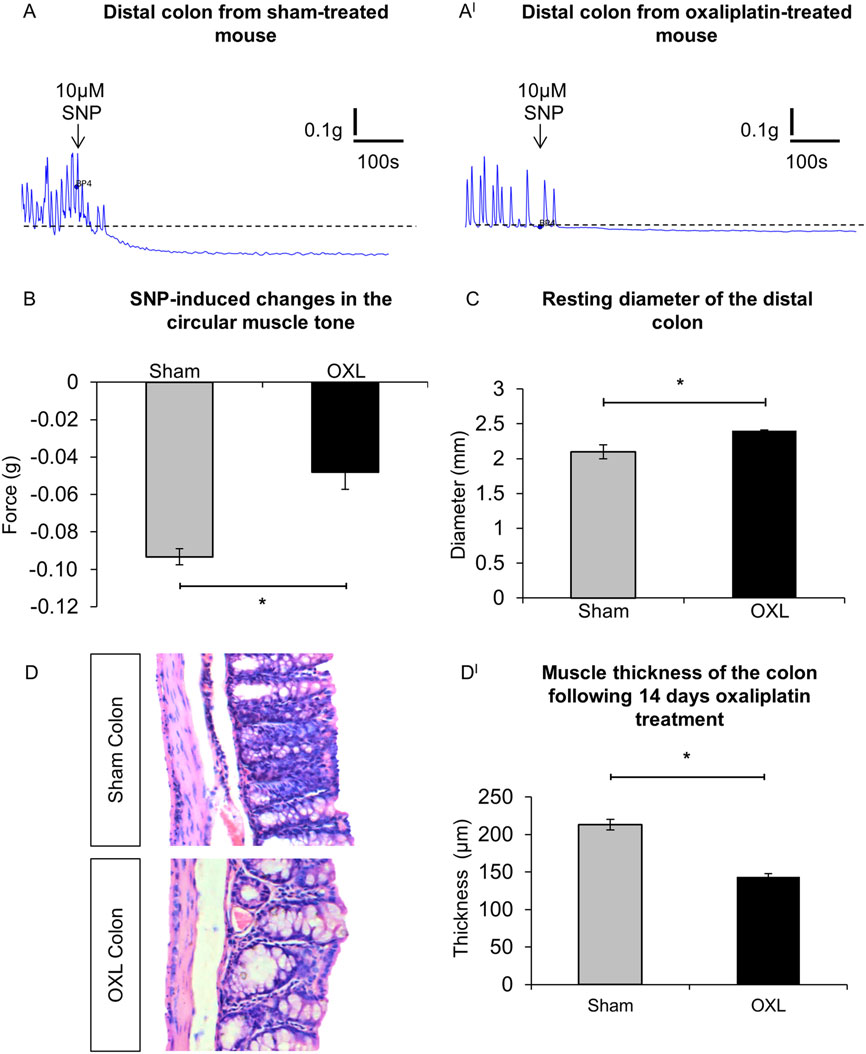 A
Distal colon from sham-treated
mouse
10µM
SNP
0.1g
100s
BP4
Aᴵ
Distal colon from oxaliplatin-treated
mouse
10µM
SNP
0.1g
100s
BP4
B
SNP-induced changes in the
circular muscle tone
Sham
OXL
0
-0.02
-0.04
-0.06
-0.08
-0.10
-0.12
Force (g)
*
C
Resting diameter of the distal
colon
*
3
2.5
2
1.5
1
0.5
0
Diameter (mm)
Sham
OXL
D
Sham Colon
OXL Colon
Dᴵ
Muscle thickness of the colon
following 14 days oxaliplatin
treatment
*
250
200
150
100
50
0
Thickness (µm)
Sham
OXL